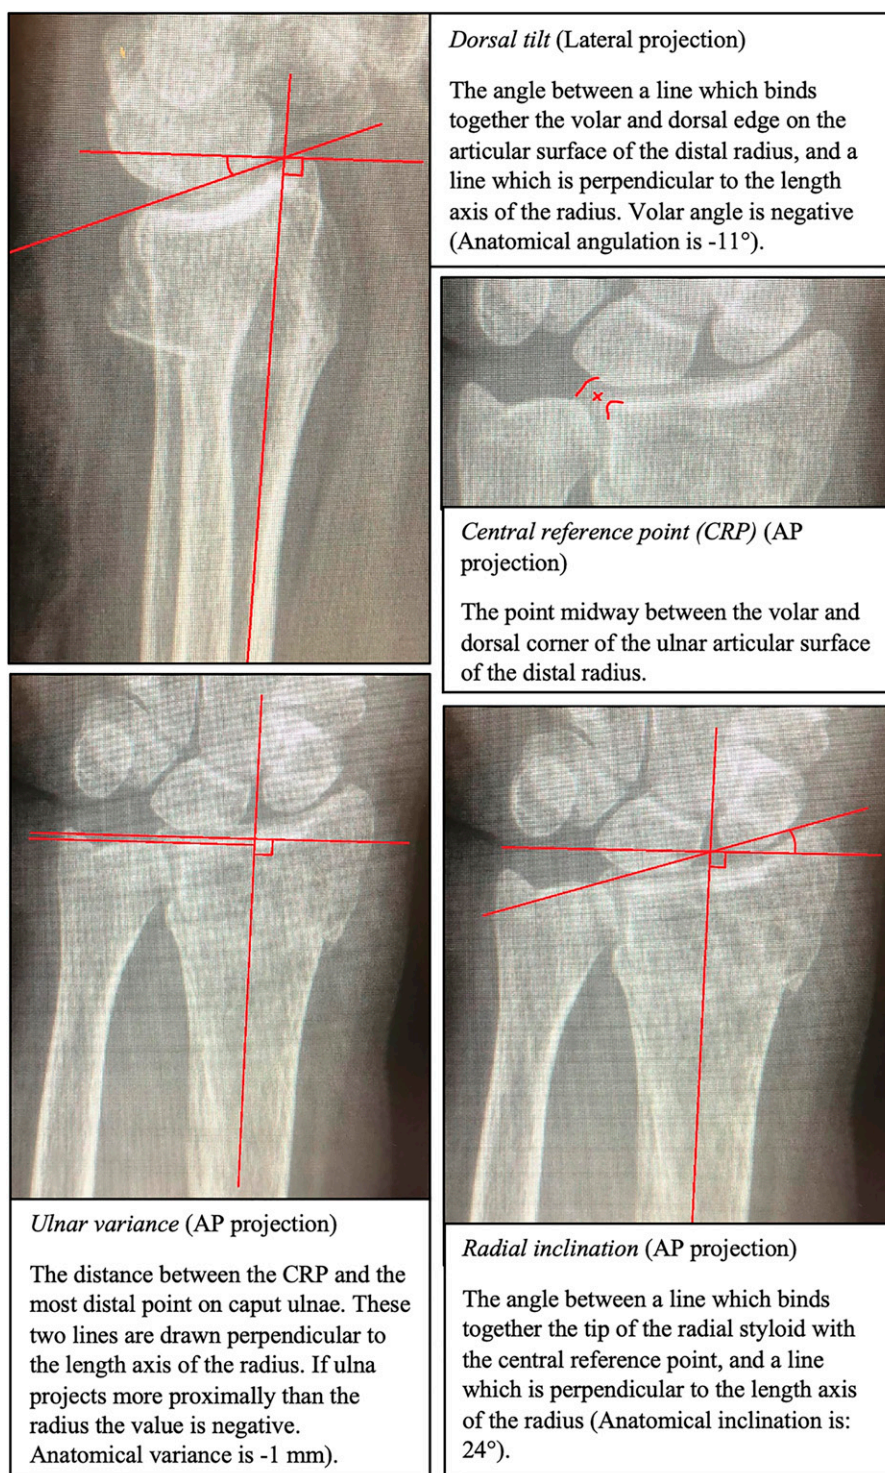 Dorsal tilt (Lateral projection)
The angle between a line which binds
together the volar and dorsal edge on the
articular surface of the distal radius, and a
line which is perpendicular to the length
axis of the radius. Volar angle is negative
(Anatomical angulation is -11°).
Central reference point (CRP) (AP
projection)
The point midway between the volar and
dorsal corner of the ulnar articular surface
of the distal radius.
Ulnar variance (AP projection)
The distance between the CRP and the
most distal point on caput ulnae. These
two lines are drawn perpendicular to
the length axis of the radius. If ulna
projects more proximally than the
radius the value is negative.
Anatomical variance is -1 mm).
Radial inclination (AP projection)
The angle between a line which binds
together the tip of the radial styloid with
the central reference point, and a line
which is perpendicular to the length axis
of the radius (Anatomical inclination is:
24°).